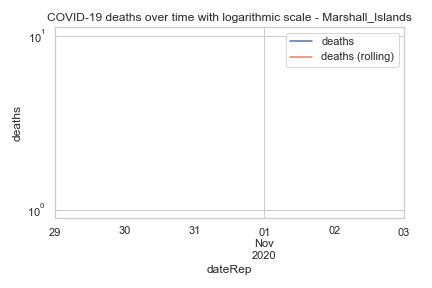 COVID-19 deaths over time with logarithmic scale - Marshall_Islands
10¹
deaths
deaths (rolling)
deaths
10⁰
29 30 31 01 02 03
Nov
2020
dateRep